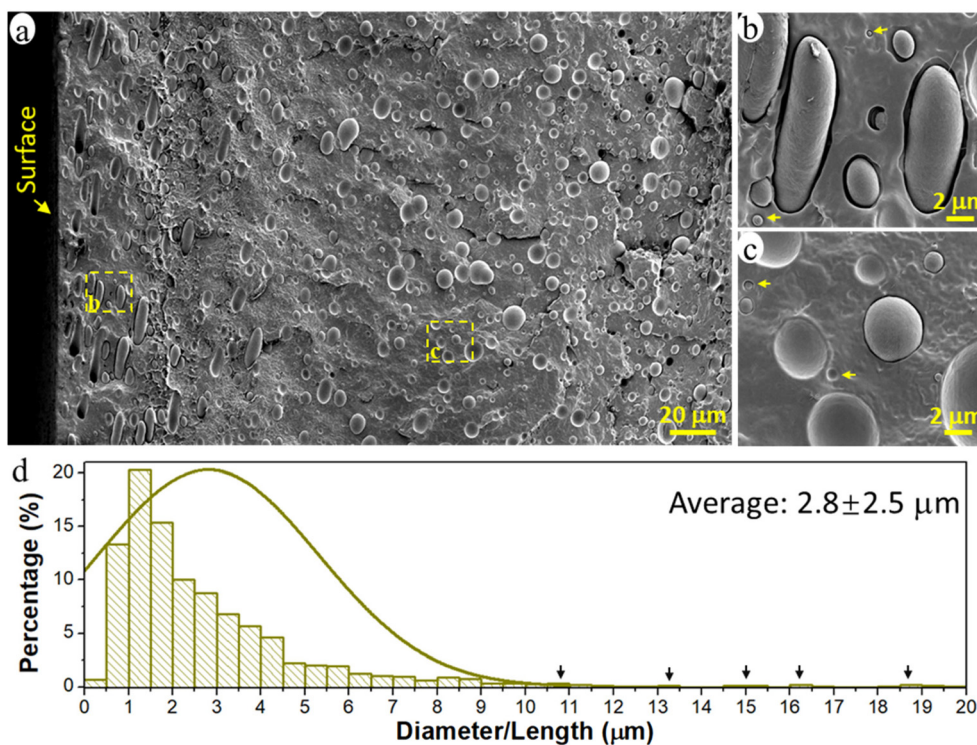 a
Surface
b
c
20 μm
b
2 μm
c
2 μm
d
Average: 2.8±2.5 μm
Percentage (%)
20
15
10
5
0
0 1 2 3 4 5 6 7 8 9 10 11 12 13 14 15 16 17 18 19 20
Diameter/Length (μm)